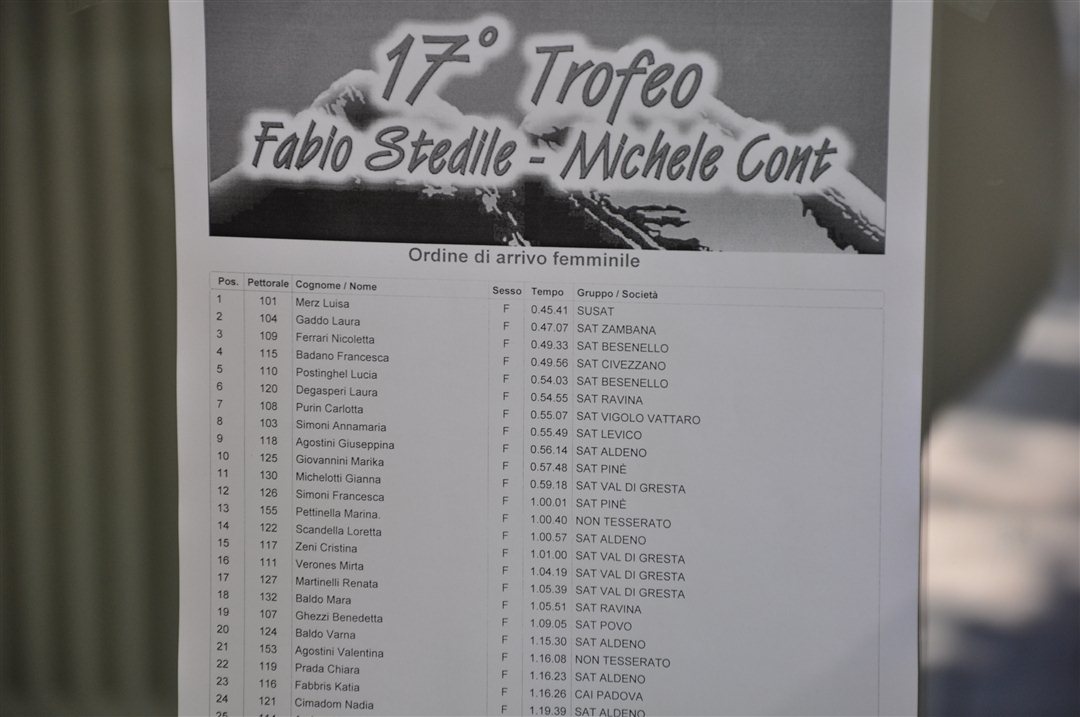 17° Trofeo
Fabio Stedile - Michele Cont
Ordine di arrivo femminile
Pos. Pettorale Cognome / Nome Sesso Tempo Gruppo / Società
1 101 Merz Luisa F 0.45.41 SUSAT
2 104 Gaddo Laura F 0.47.07 SAT ZAMBANA
3 109 Ferrari Nicoletta F 0.49.33 SAT BESENELLO
4 115 Badano Francesca F 0.49.56 SAT CIVEZZANO
5 110 Postinghel Lucia F 0.54.03 SAT BESENELLO
6 120 Degasperi Laura F 0.54.55 SAT RAVINA
7 108 Purin Carlotta F 0.55.07 SAT VIGOLO VATTARO
8 103 Simoni Annamaria F 0.55.49 SAT LEVICO
9 118 Agostini Giuseppina F 0.56.14 SAT ALDENO
10 125 Giovannini Marika F 0.57.48 SAT PINÈ
11 130 Michelotti Gianna F 0.59.18 SAT VAL DI GRESTA
12 126 Simoni Francesca F 1.00.01 SAT PINÈ
13 155 Pettinella Marina. F 1.00.40 NON TESSERATO
14 122 Scandella Loretta F 1.00.57 SAT ALDENO
15 117 Zeni Cristina F 1.01.00 SAT VAL DI GRESTA
16 111 Verones Mirta F 1.04.19 SAT VAL DI GRESTA
17 127 Martinelli Renata F 1.05.39 SAT VAL DI GRESTA
18 132 Baldo Mara F 1.05.51 SAT RAVINA
19 107 Ghezzi Benedetta F 1.09.05 SAT POVO
20 124 Baldo Varna F 1.15.30 SAT ALDENO
21 153 Agostini Valentina F 1.16.08 NON TESSERATO
22 119 Prada Chiara F 1.16.23 SAT ALDENO
23 116 Fabbris Katia F 1.16.26 CAI PADOVA
24 121 Cimadom Nadia F 1.19.39 SAT ALDENO